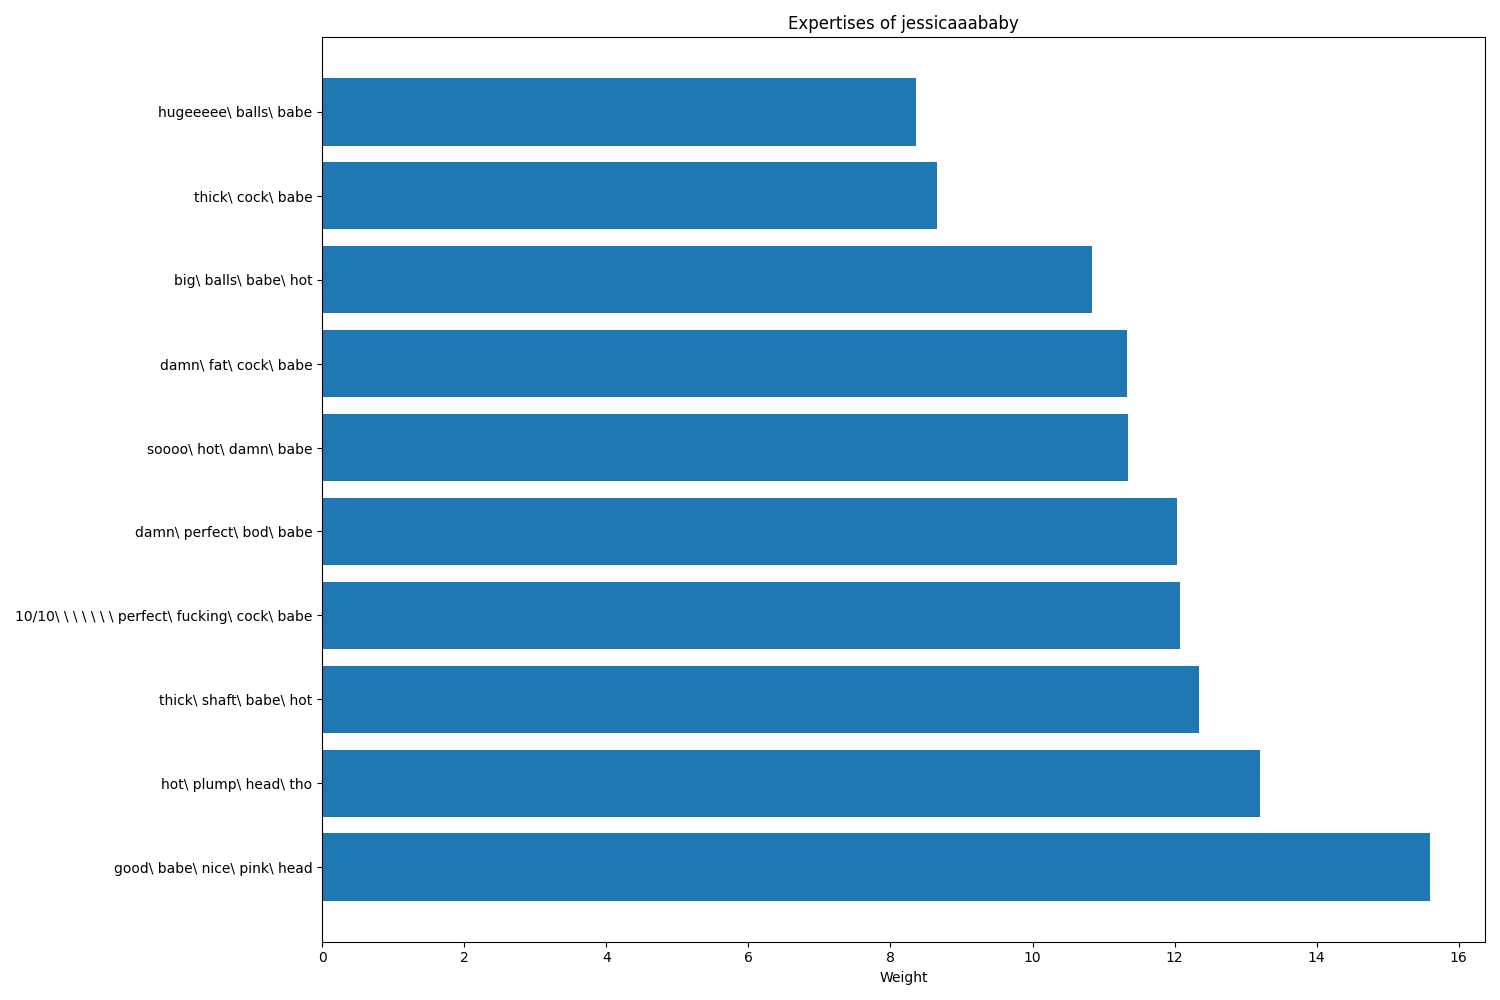 Expertises of jessicaaababy
hugeeeee\ balls\ babe
thick\ cock\ babe
big\ balls\ babe\ hot
damn\ fat\ cock\ babe
soooo\ hot\ damn\ babe
damn\ perfect\ bod\ babe
10/10\ \ \ \ \ \ \ perfect\ fucking\ cock\ babe
thick\ shaft\ babe\ hot
hot\ plump\ head\ tho
good\ babe\ nice\ pink\ head
0 2 4 6 8 10 12 14 16
Weight